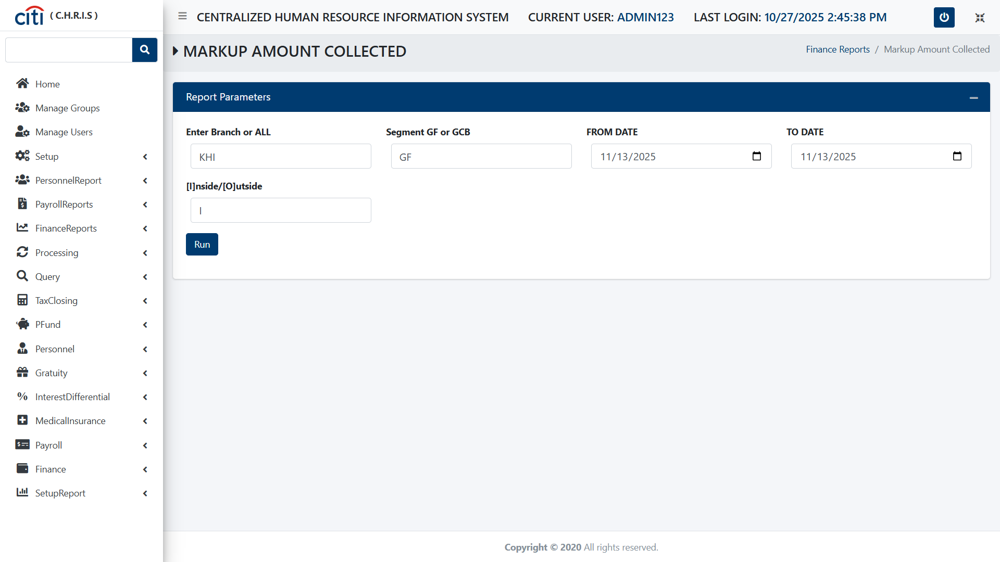 citi ( C.H.R.I.S )
CENTRALIZED HUMAN RESOURCE INFORMATION SYSTEM CURRENT USER: ADMIN123 LAST LOGIN: 10/27/2025 2:45:38 PM
MARKUP AMOUNT COLLECTED
Finance Reports / Markup Amount Collected
Home
Manage Groups
Manage Users
Setup
PersonnelReport
PayrollReports
FinanceReports
Processing
Query
TaxClosing
PFund
Personnel
Gratuity
% InterestDifferential
MedicalInsurance
Payroll
Finance
SetupReport
Report Parameters
Enter Branch or ALL
KHI
Segment GF or GCB
GF
FROM DATE
11/13/2025
TO DATE
11/13/2025
[I]nside/[O]utside
I
Run
Copyright © 2020 All rights reserved.